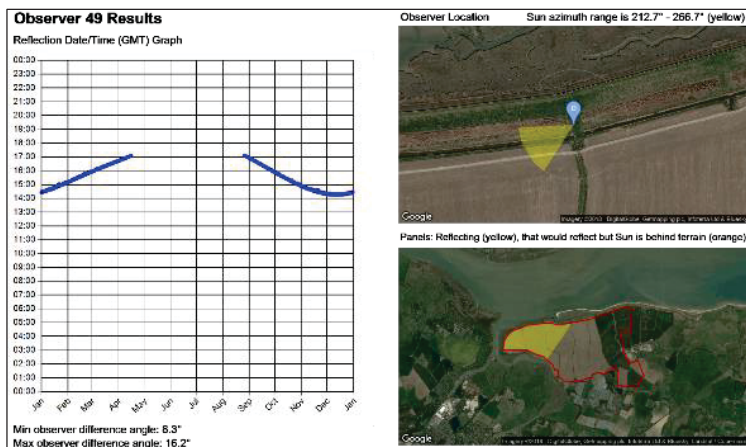 Observer 49 Results
Reflection Date/Time (GMT) Graph
00:00
23:00
22:00
21:00
20:00
19:00
18:00
17:00
16:00
15:00
14:00
13:00
12:00
11:00
10:00
09:00
08:00
07:00
06:00
05:00
04:00
03:00
02:00
01:00
00:00
Jan Feb Mar Apr May Jun Jul Aug Sep Oct Nov Dec Jan
Min observer difference angle: 6.3°
Max observer difference angle: 16.2°
Observer Location Sun azimuth range is 212.7° - 266.7° (yellow)
Google
Panels: Reflecting (yellow), that would reflect but Sun is behind terrain (orange)
Google